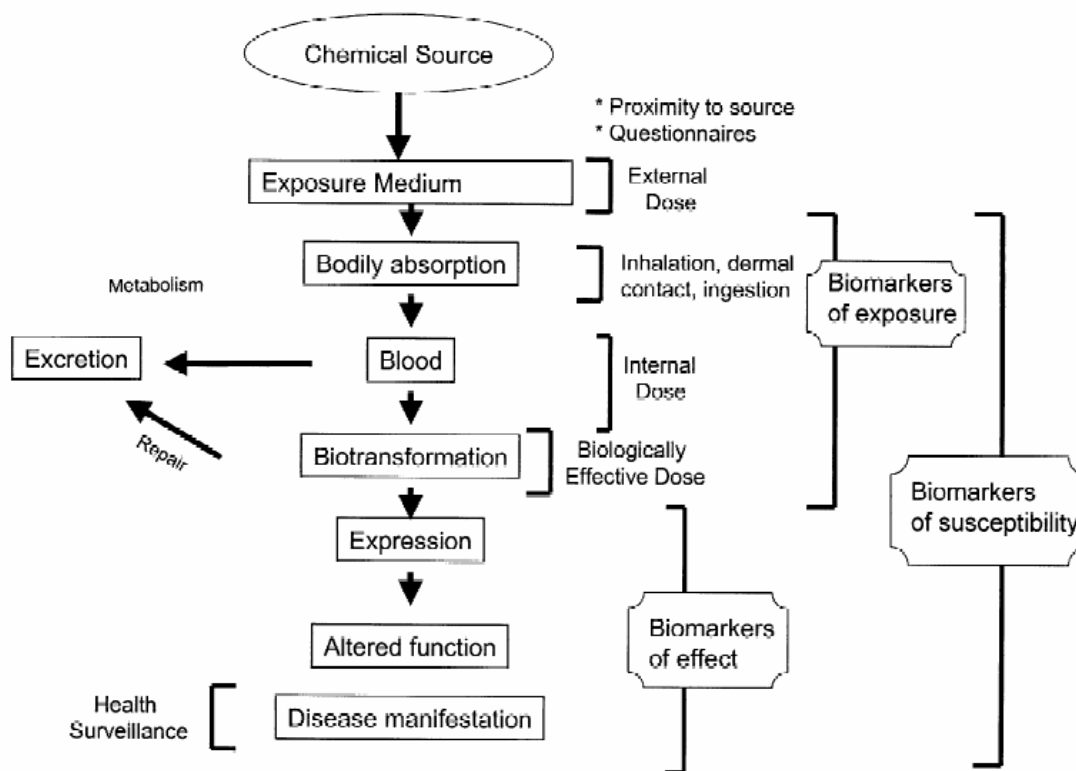 Chemical Source
* Proximity to source
* Questionnaires
Exposure Medium
External
Dose
Bodily absorption
Inhalation, dermal
contact, ingestion
Biomarkers
of exposure
Metabolism
Excretion
Blood
Internal
Dose
Repair
Biotransformation
Biologically
Effective Dose
Biomarkers
of susceptibility
Expression
Altered function
Biomarkers
of effect
Health
Surveillance
Disease manifestation